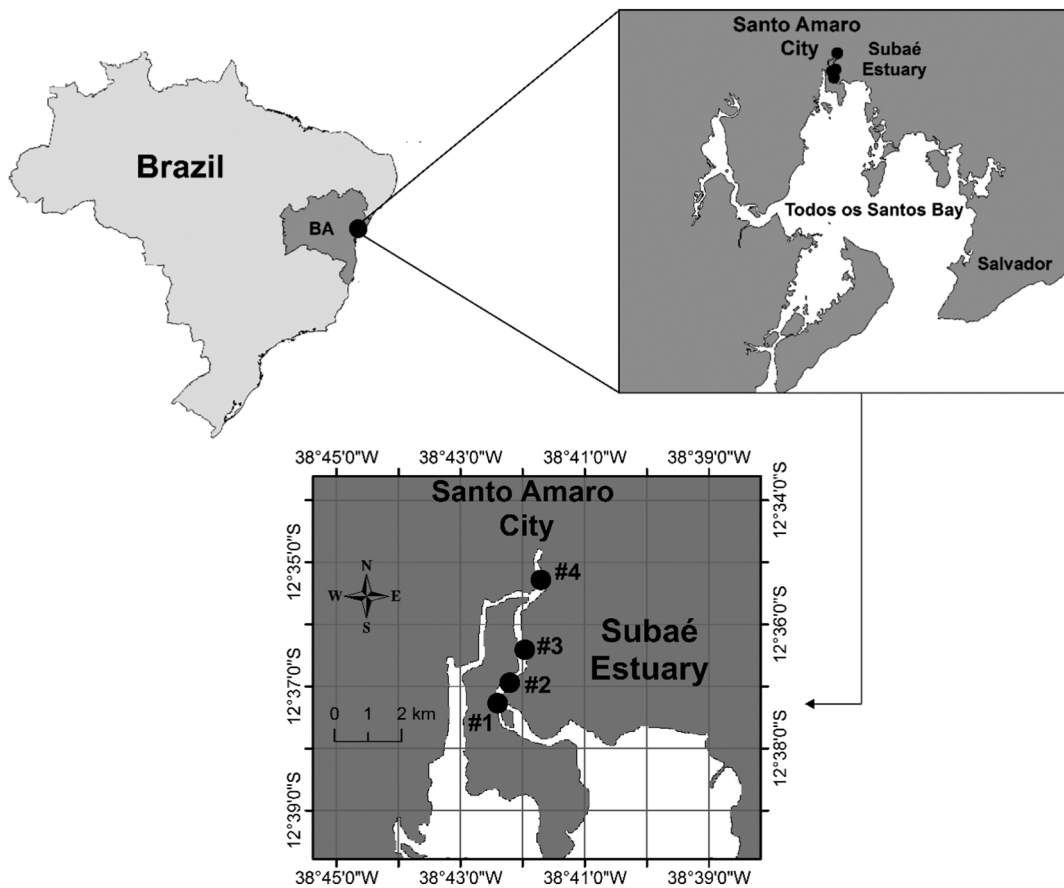 Brazil
BA
Santo Amaro
City
Subaé
Estuary
Todos os Santos Bay
Salvador
38°45'0"W
38°43'0"W
38°41'0"W
38°39'0"W
Santo Amaro
City
12°34'0"S
12°35'0"S
#4
N
W
E
S
12°36'0"S
#3
Subaé
Estuary
#2
12°37'0"S
#1
0 1 2 km
12°38'0"S
12°39'0"S
38°45'0"W
38°43'0"W
38°41'0"W
38°39'0"W